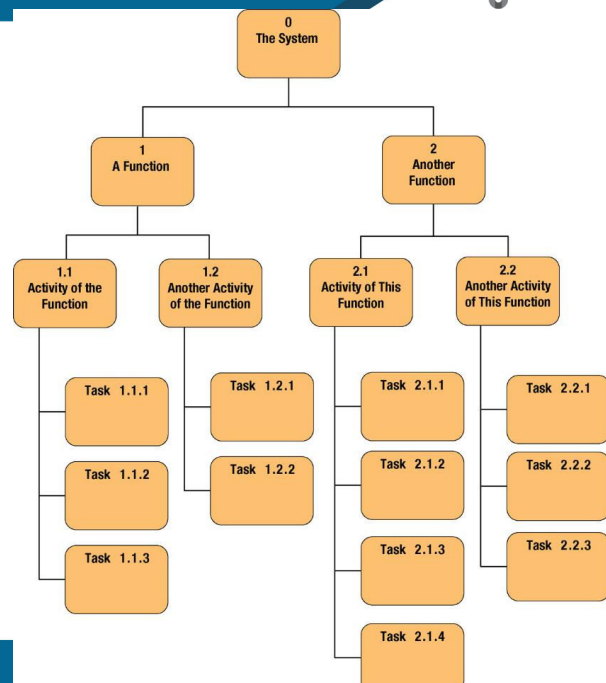 0
The System
1
A Function
2
Another
Function
1.1
Activity of the
Function
1.2
Another Activity
of the Function
2.1
Activity of This
Function
2.2
Another Activity
of This Function
Task 1.1.1
Task 1.1.2
Task 1.1.3
Task 1.2.1
Task 1.2.2
Task 2.1.1
Task 2.1.2
Task 2.1.3
Task 2.1.4
Task 2.2.1
Task 2.2.2
Task 2.2.3